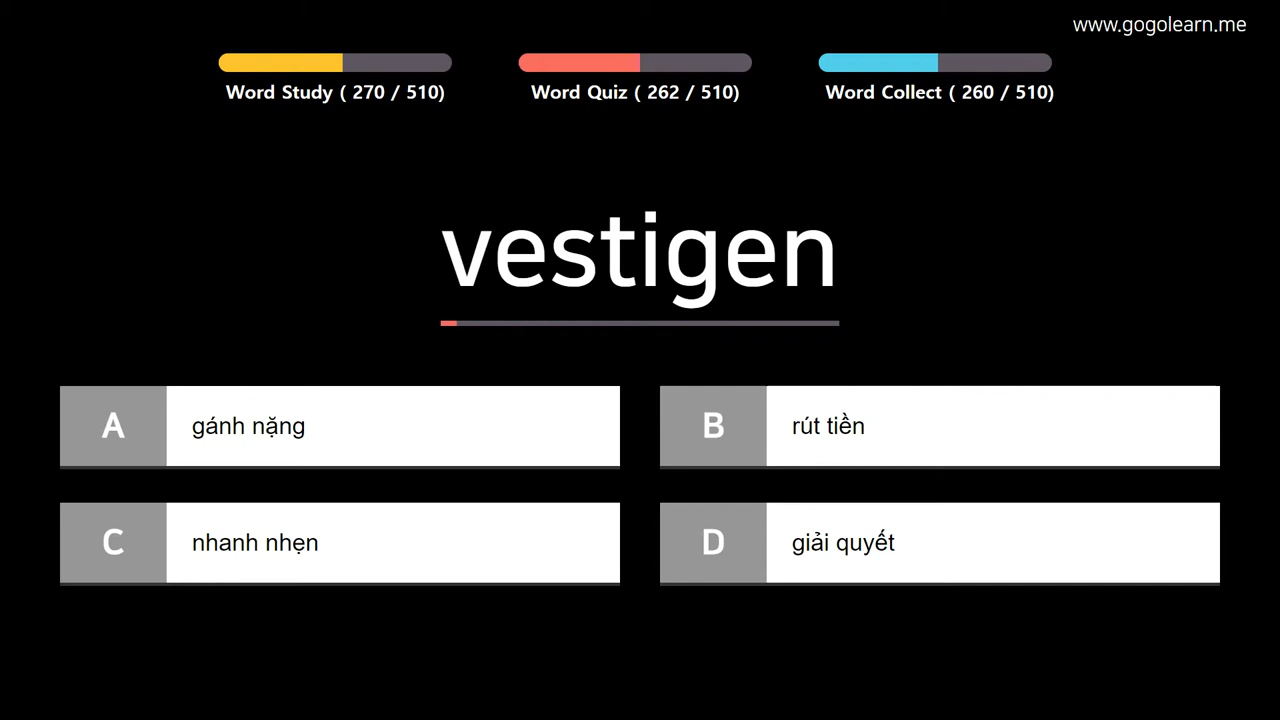 www.gogolearn.me
Word Study ( 270 / 510)
Word Quiz ( 262 / 510)
Word Collect ( 260 / 510)
vestigen
A gánh nặng
B rút tiền
C nhanh nhẹn
D giải quyết